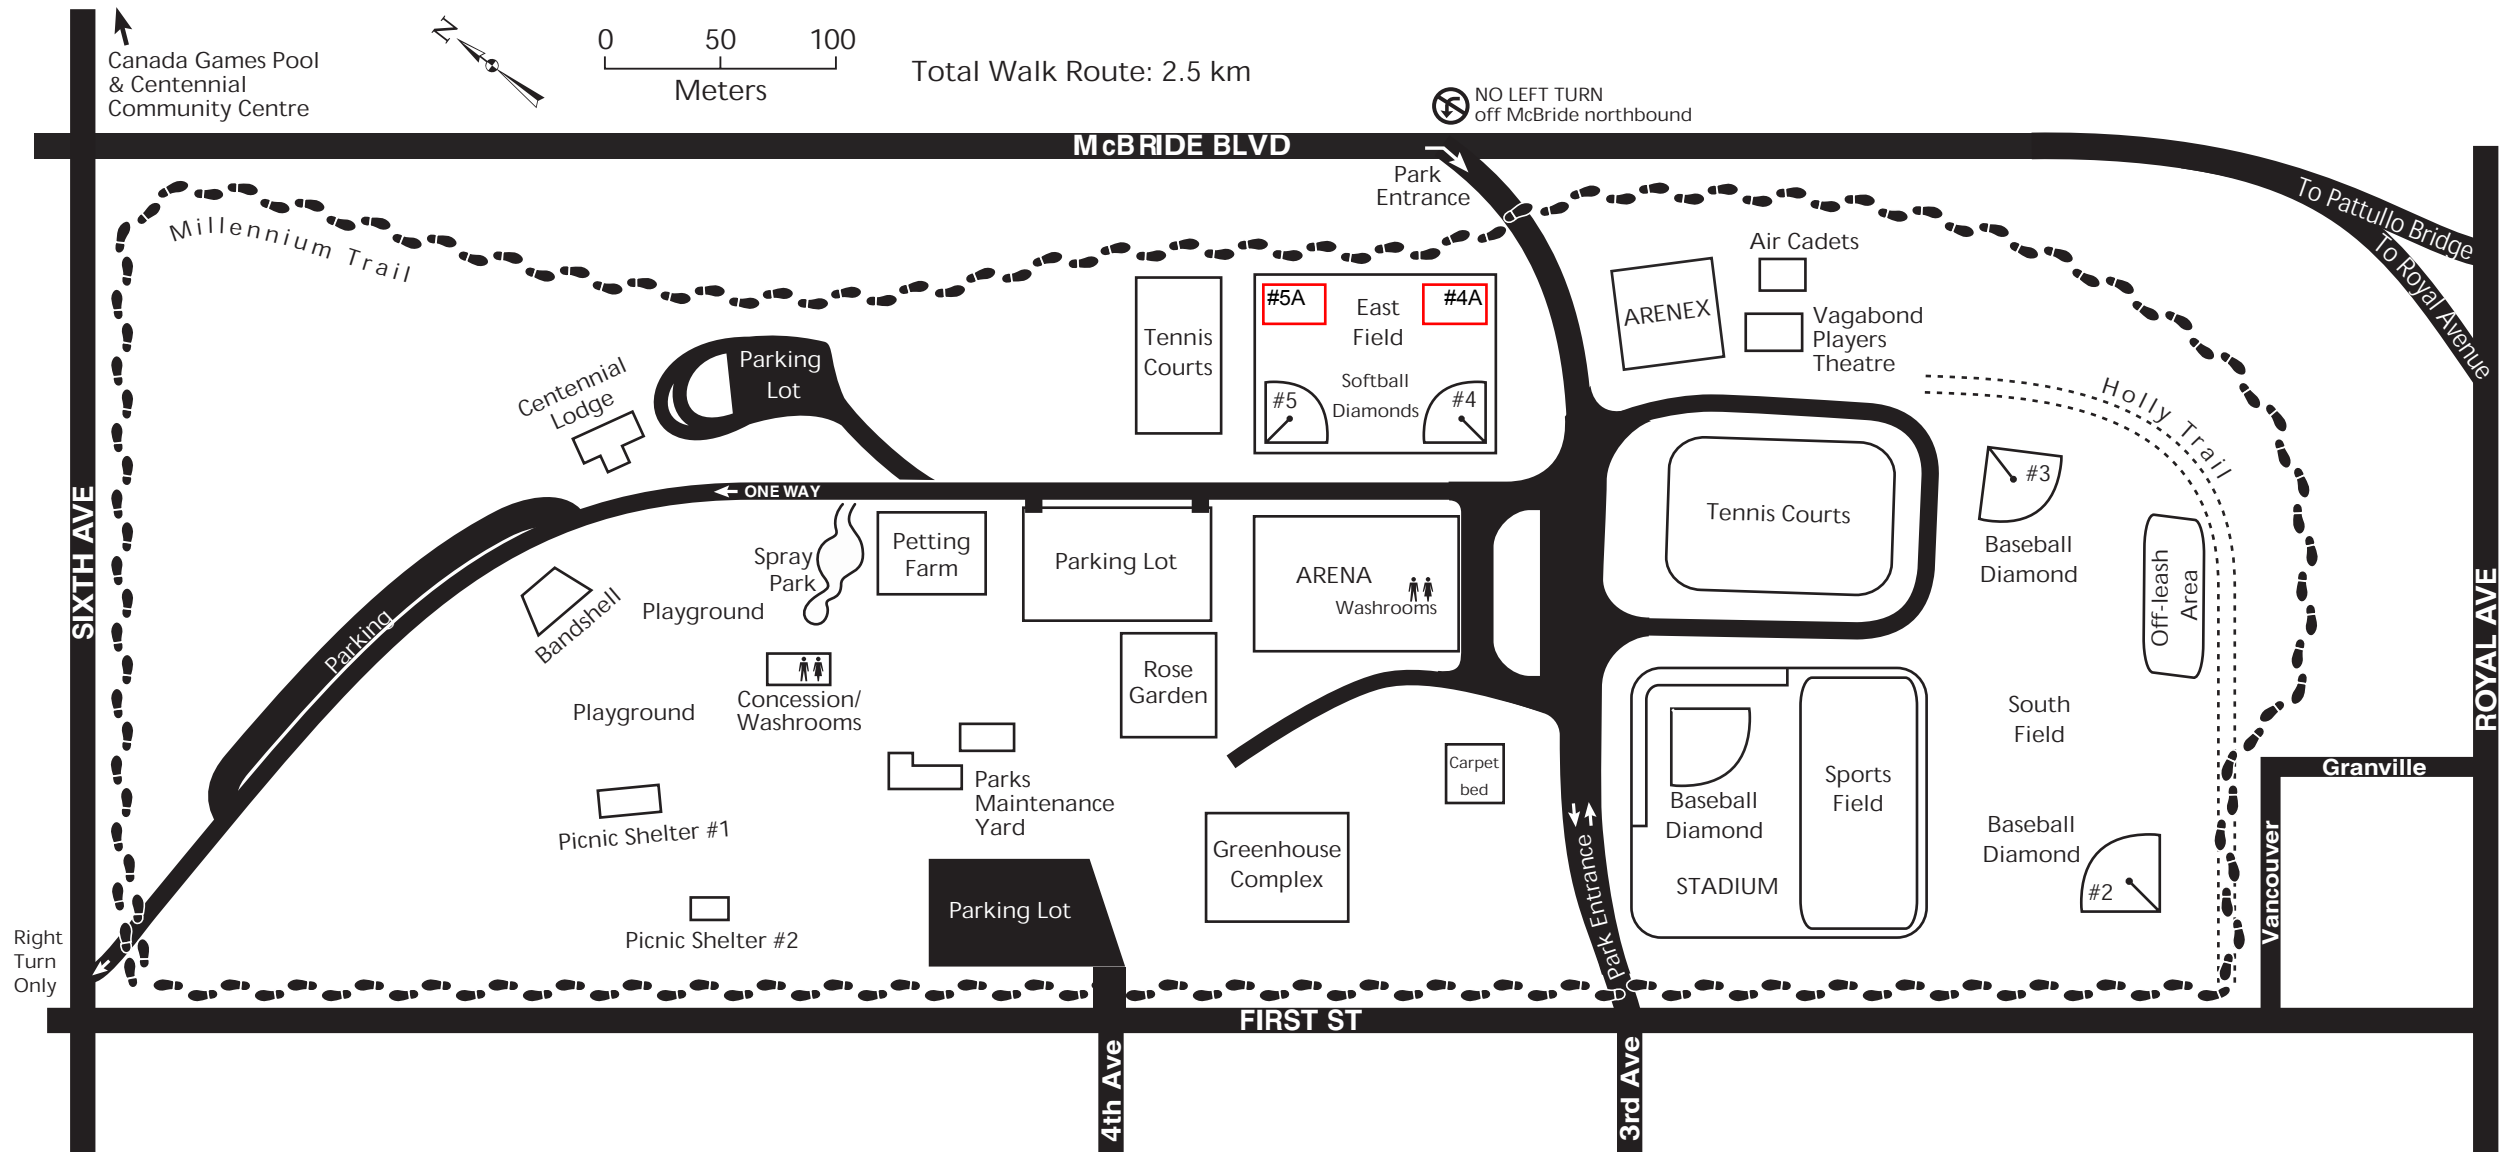 Canada Games Pool
& Centennial
Community Centre
N
0 50 100
Meters
Total Walk Route: 2.5 km
NO LEFT TURN
off McBride northbound
McBRIDE BLVD
Park
Entrance
To Pattullo Bridge
To Royal Avenue
Millennium Trail
Air Cadets
#5A
#4A
East
Field
ARENEX
Vagabond
Players
Theatre
Tennis
Courts
Softball
Diamonds
#5
#4
Parking
Lot
Centennial
Lodge
Holly Trail
SIXTH AVE
ONE WAY
#3
Baseball
Diamond
Tennis Courts
Spray
Park
Petting
Farm
Parking Lot
ARENA
Washrooms
Off-leash
Area
ROYAL AVE
Playground
Bandshell
Parking
Concession/
Washrooms
Rose
Garden
Playground
South
Field
Carpet
bed
Parks
Maintenance
Yard
Granville
Sports
Field
Baseball
Diamond
Picnic Shelter #1
Greenhouse
Complex
Park Entrance
STADIUM
Baseball
Diamond
#2
Vancouver
Parking Lot
Picnic Shelter #2
Right
Turn
Only
FIRST ST
4th Ave
3rd Ave